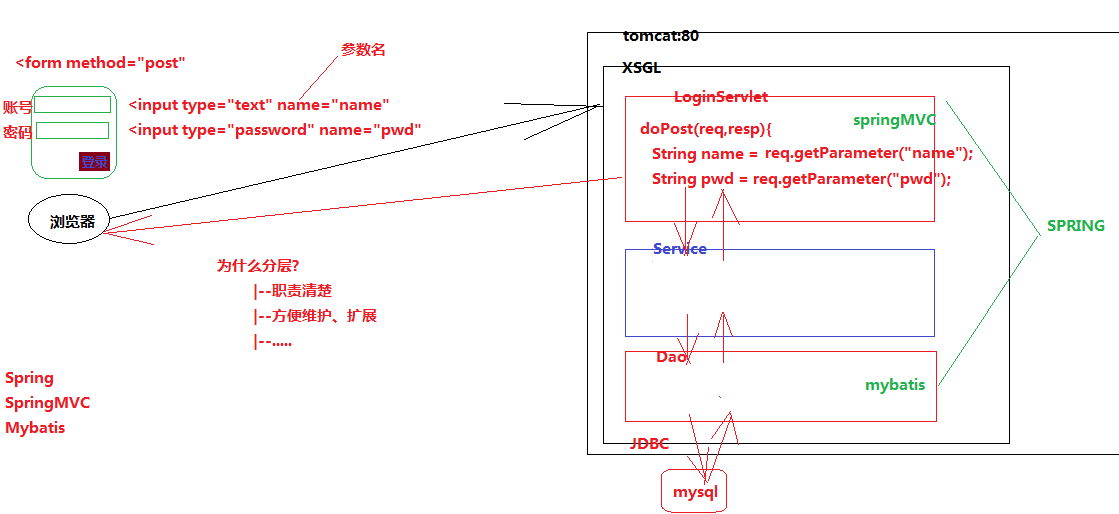 tomcat:80
参数名
<form method="post"
XSGL
账号
<input type="text" name="name"
LoginServlet
springMVC
密码
<input type="password" name="pwd"
doPost(req,resp){
String name = req.getParameter("name");
登录
String pwd = req.getParameter("pwd");
浏览器
SPRING
Service
为什么分层?
|--职责清楚
|--方便维护、扩展
|--.....
Dao
Spring
mybatis
SpringMVC
Mybatis
JDBC
mysql